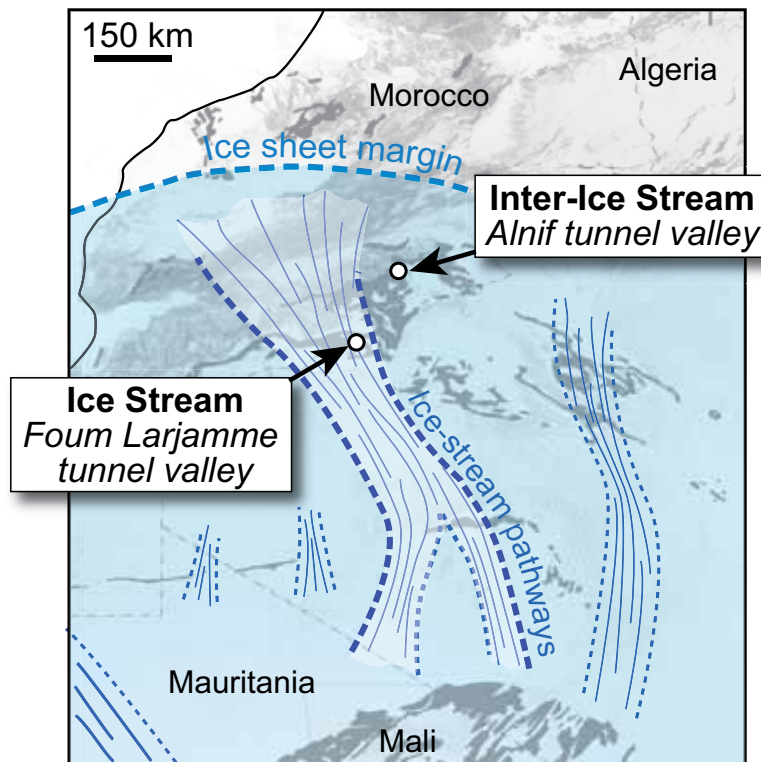 150 km
Algeria
Morocco
Ice sheet margin
Inter-Ice Stream
Alnif tunnel valley
Ice Stream
Foum Larjamme
tunnel valley
Ice-stream pathways
Mauritania
Mali